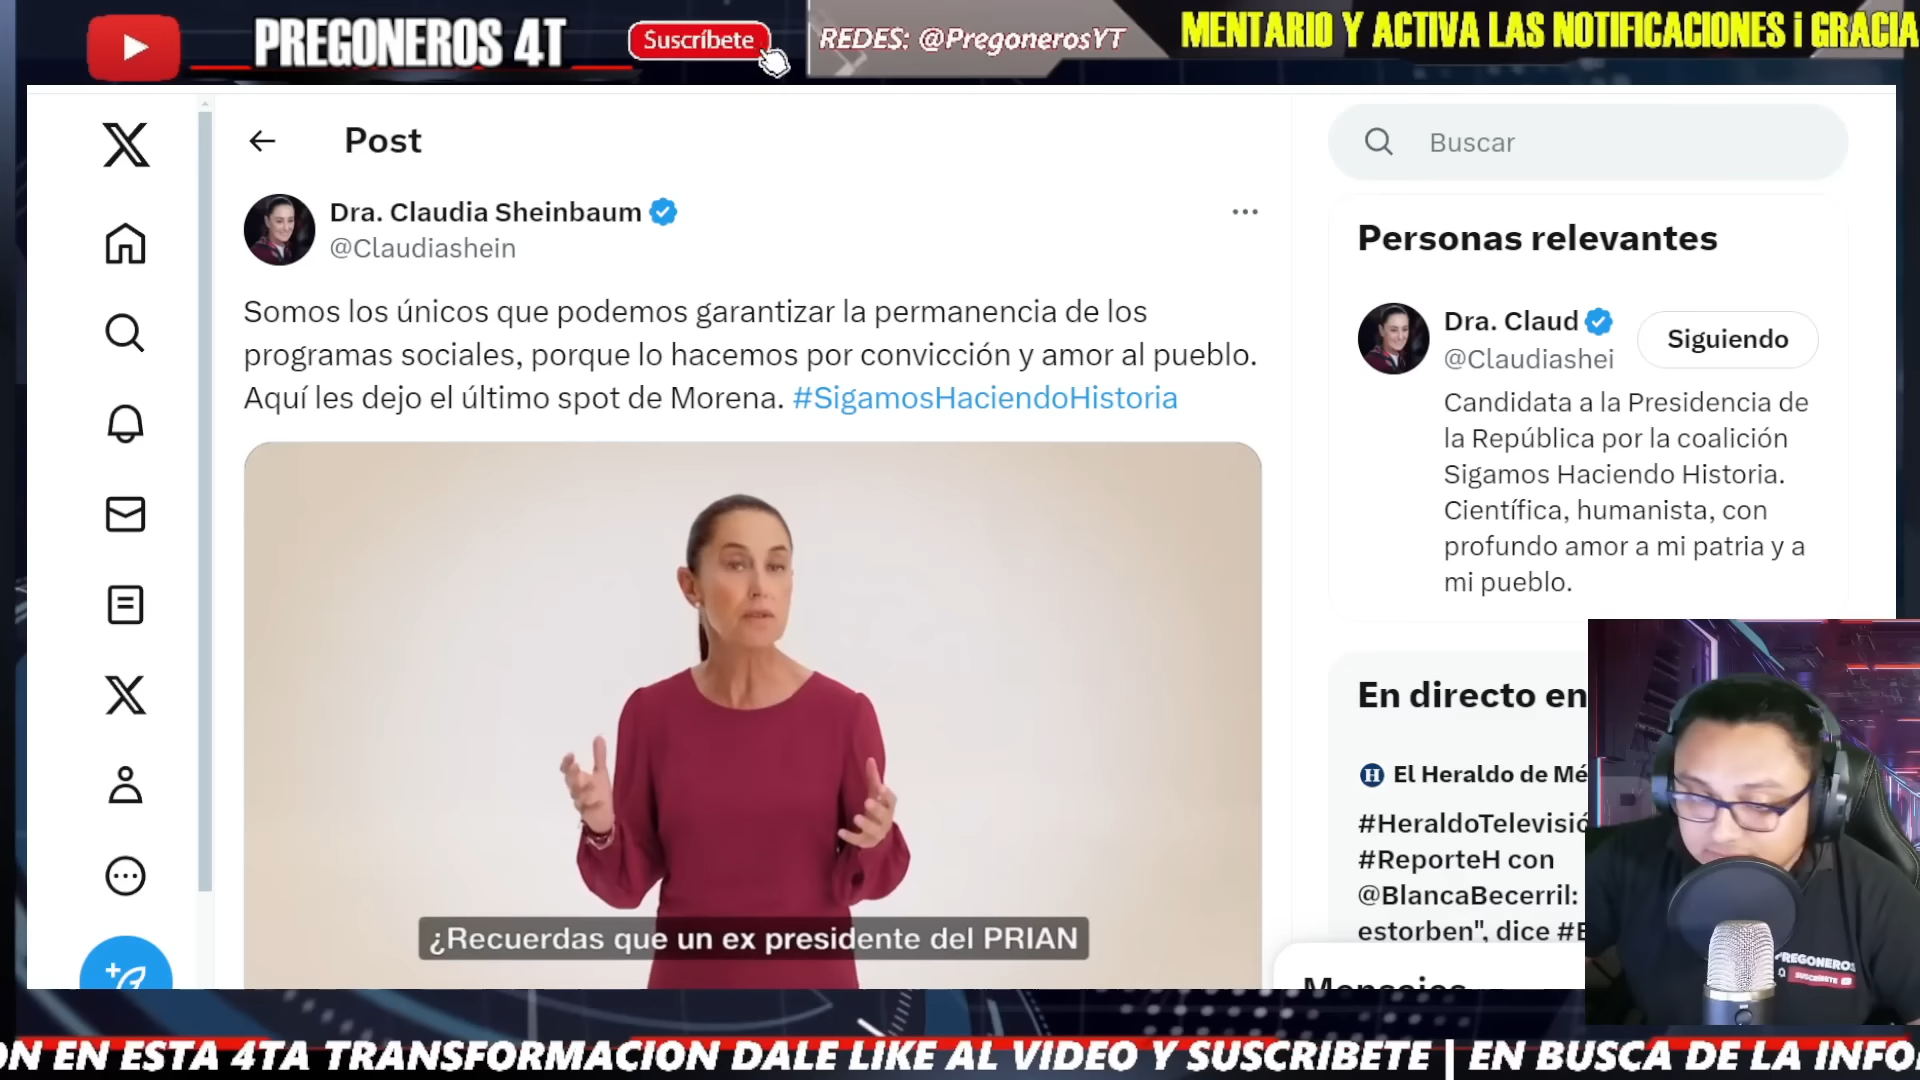 PREGONEROS 4T
Suscríbete
REDES: @PregonerosYT
MENTARIO Y ACTIVA LAS NOTIFICACIONES ¡ GRACIA
Post
Buscar
Dra. Claudia Sheinbaum
@Claudiashein
Somos los únicos que podemos garantizar la permanencia de los
programas sociales, porque lo hacemos por convicción y amor al pueblo.
Aquí les dejo el último spot de Morena. #SigamosHaciendoHistoria
¿Recuerdas que un ex presidente del PRIAN
Personas relevantes
Dra. Claud
@Claudiashei
Siguiendo
Candidata a la Presidencia de
la República por la coalición
Sigamos Haciendo Historia.
Científica, humanista, con
profundo amor a mi patria y a
mi pueblo.
En directo en
El Heraldo de Mé
#HeraldoTelevisió
#ReporteH con
@BlancaBecerril:
estorben", dice #E
Mensajes
PREGONEROS
SUSCRÍBETE
ON EN ESTA 4TA TRANSFORMACION DALE LIKE AL VIDEO Y SUSCRIBETE | EN BUSCA DE LA INFO